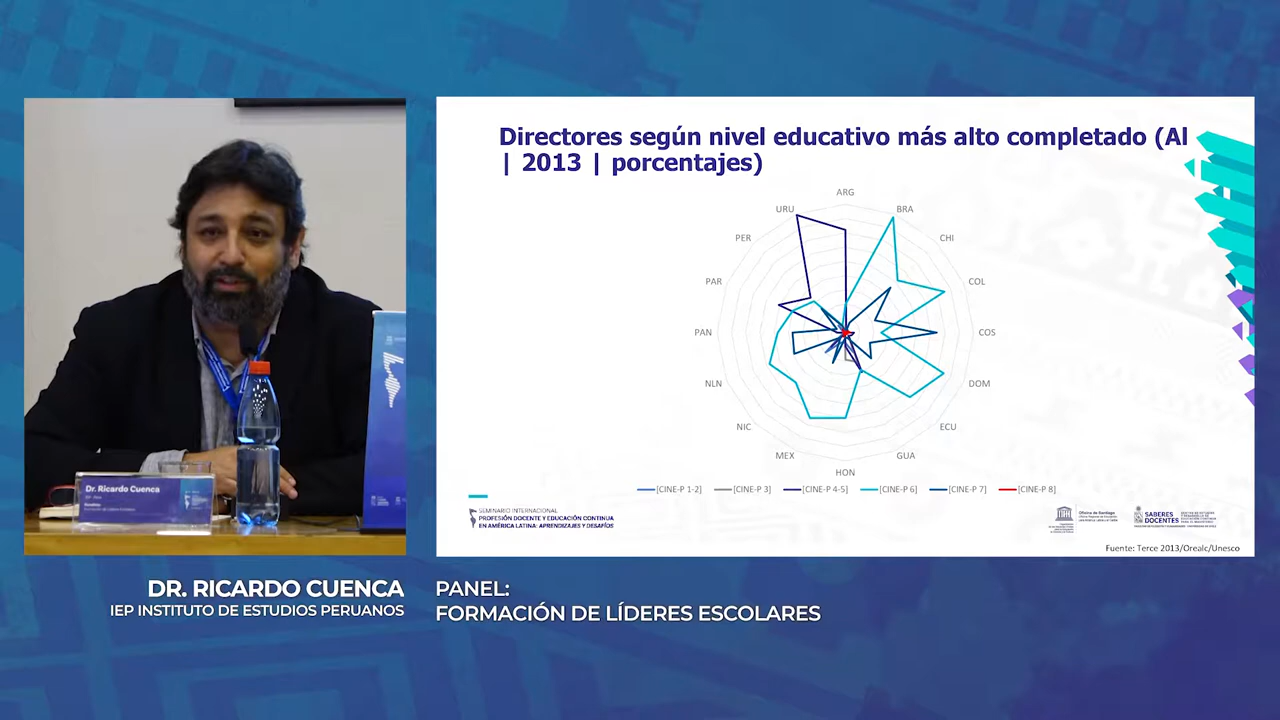 Directores según nivel educativo más alto completado (Al
| 2013 | porcentajes)
ARG
BRA
CHI
COL
COS
DOM
ECU
GUA
HON
MEX
NIC
NLN
PAN
PAR
PER
URU
[CINE-P 1-2] [CINE-P 3] [CINE-P 4-5] [CINE-P 6] [CINE-P 7] [CINE-P 8]
SEMINARIO INTERNACIONAL
PROFESIÓN DOCENTE Y EDUCACIÓN CONTINUA
EN AMÉRICA LATINA: APRENDIZAJES Y DESAFÍOS
Oficina de Santiago
SABERES
DOCENTES
Fuente: Terce 2013/Orealc/Unesco
Dr. Ricardo Cuenca
DR. RICARDO CUENCA
IEP INSTITUTO DE ESTUDIOS PERUANOS
PANEL:
FORMACIÓN DE LÍDERES ESCOLARES